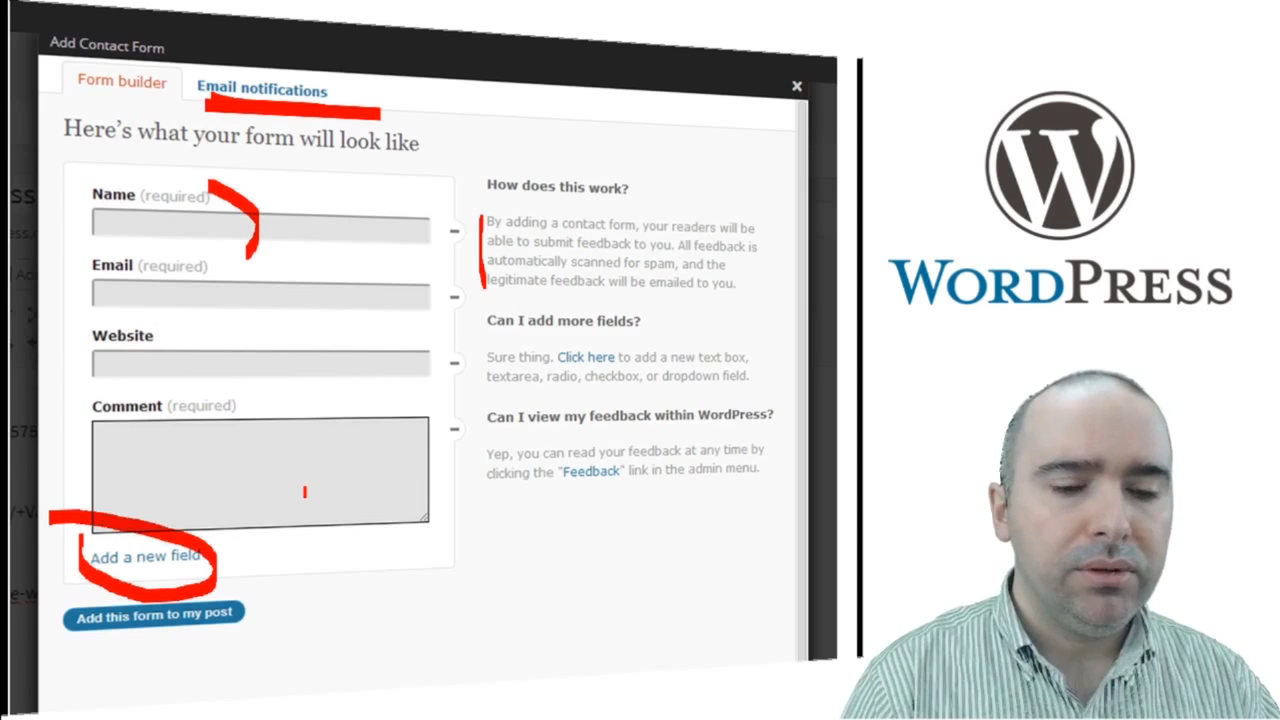 Add Contact Form
Form builder
Email notifications
Here's what your form will look like
Name (required)
Email (required)
Website
Comment (required)
Add a new field
Add this form to my post
How does this work?
By adding a contact form, your readers will be
able to submit feedback to you. All feedback is
automatically scanned for spam, and the
legitimate feedback will be emailed to you.
Can I add more fields?
Sure thing. Click here to add a new text box,
textarea, radio, checkbox, or dropdown field.
Can I view my feedback within WordPress?
Yep, you can read your feedback at any time by
clicking the "Feedback" link in the admin menu.
W
WORDPRESS